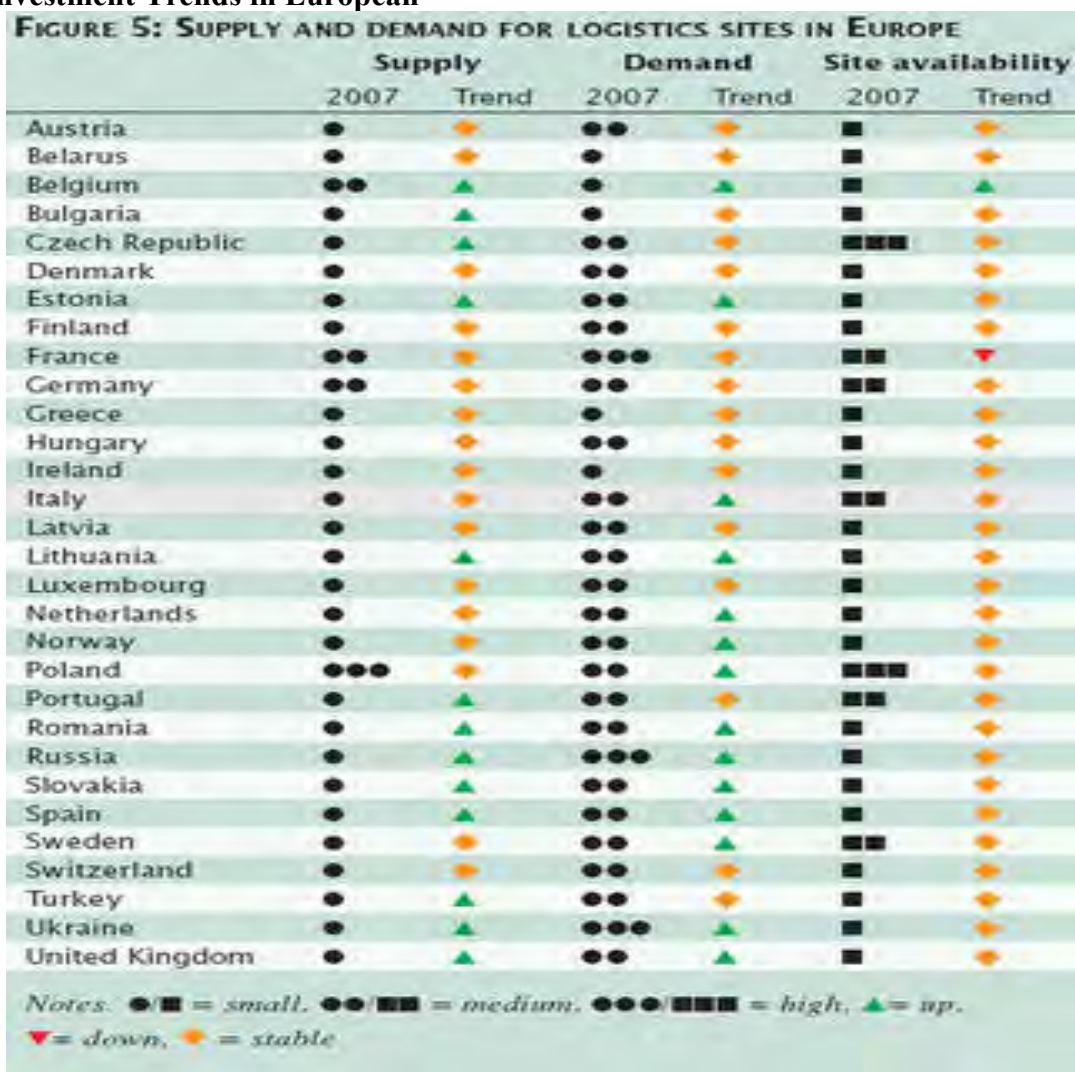 Investment Trends in European
FIGURE 5: SUPPLY AND DEMAND FOR LOGISTICS SITES IN EUROPE
Supply Demand Site availability
2007 Trend 2007 Trend 2007 Trend
Austria ● ◆ ●● ◆ ■ ◆
Belarus ● ◆ ● ◆ ■ ◆
Belgium ●● ▲ ● ▲ ■ ▲
Bulgaria ● ▲ ● ◆ ■ ◆
Czech Republic ● ▲ ●● ◆ ■■■ ◆
Denmark ● ◆ ●● ◆ ■ ◆
Estonia ● ▲ ●● ▲ ■ ◆
Finland ● ◆ ●● ◆ ■ ◆
France ●● ◆ ●●● ◆ ■■ ▼
Germany ●● ◆ ●● ◆ ■■ ◆
Greece ● ◆ ● ◆ ■ ◆
Hungary ● ◆ ●● ◆ ■ ◆
Ireland ● ◆ ● ◆ ■ ◆
Italy ● ◆ ●● ▲ ■■ ◆
Latvia ● ◆ ●● ◆ ■ ◆
Lithuania ● ▲ ●● ▲ ■ ◆
Luxembourg ● ◆ ●● ◆ ■ ◆
Netherlands ● ◆ ●● ▲ ■ ◆
Norway ● ◆ ●● ▲ ■ ◆
Poland ●●● ◆ ●● ▲ ■■■ ◆
Portugal ● ▲ ●● ◆ ■■ ◆
Romania ● ▲ ●● ▲ ■ ◆
Russia ● ▲ ●●● ▲ ■ ◆
Slovakia ● ▲ ●● ▲ ■ ◆
Spain ● ▲ ●● ▲ ■ ◆
Sweden ● ◆ ●● ▲ ■■ ◆
Switzerland ● ◆ ●● ◆ ■ ◆
Turkey ● ▲ ●● ◆ ■ ◆
Ukraine ● ▲ ●●● ▲ ■ ◆
United Kingdom ● ▲ ●● ▲ ■ ◆
Notes: ●/■ = small, ●●/■■ = medium, ●●●/■■■ = high, ▲= up,
▼= down, ◆ = stable